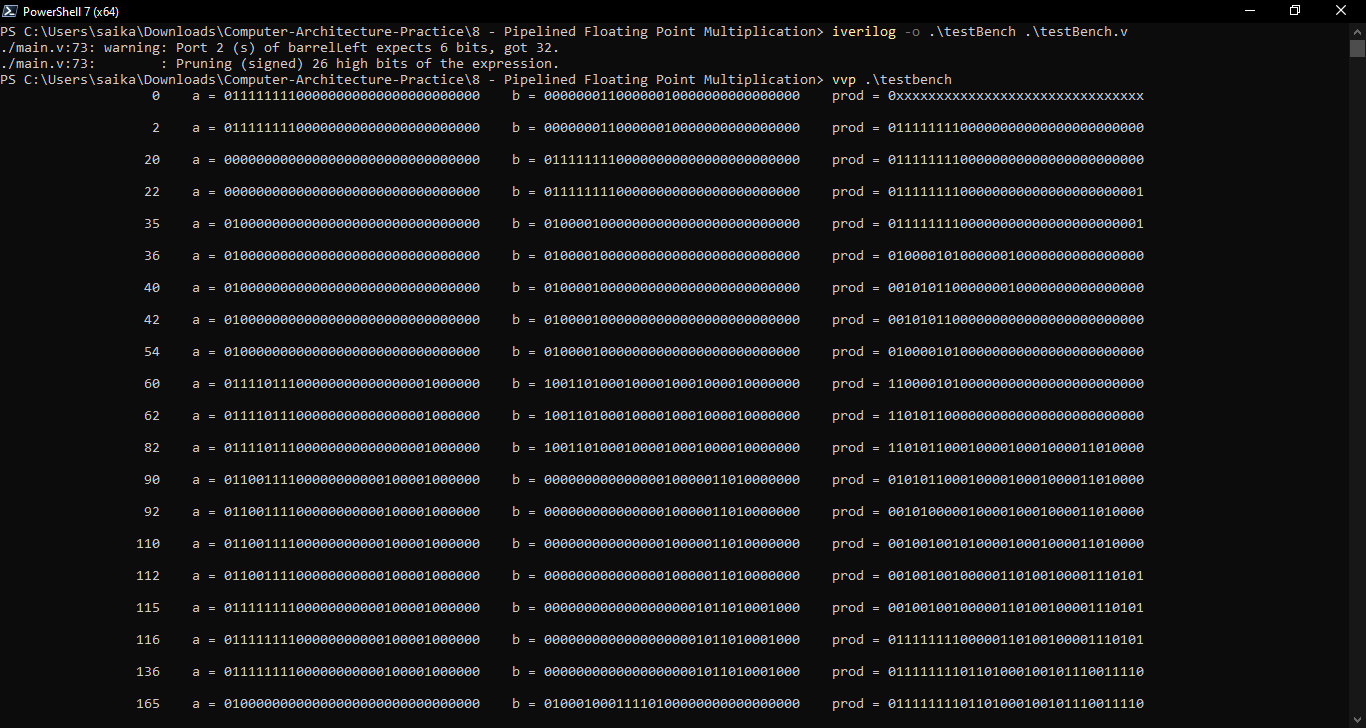 PowerShell 7 (x64)
PS C:\Users\saika\Downloads\Computer-Architecture-Practice\8 - Pipelined Floating Point Multiplication> iverilog -o .\testBench .\testBench.v
./main.v:73: warning: Port 2 (s) of barrelLeft expects 6 bits, got 32.
./main.v:73:        : Pruning (signed) 26 high bits of the expression.
PS C:\Users\saika\Downloads\Computer-Architecture-Practice\8 - Pipelined Floating Point Multiplication> vvp .\testbench
0 a = 01111111100000000000000000000000 b = 00000001100000010000000000000000 prod = 0xxxxxxxxxxxxxxxxxxxxxxxxxxxxxxx
2 a = 01111111100000000000000000000000 b = 00000001100000010000000000000000 prod = 01111111100000000000000000000000
20 a = 00000000000000000000000000000000 b = 01111111100000000000000000000000 prod = 01111111100000000000000000000000
22 a = 00000000000000000000000000000000 b = 01111111100000000000000000000000 prod = 01111111100000000000000000000001
35 a = 01000000000000000000000000000000 b = 01000010000000000000000000000000 prod = 01111111100000000000000000000001
36 a = 01000000000000000000000000000000 b = 01000010000000000000000000000000 prod = 01000010100000010000000000000000
40 a = 01000000000000000000000000000000 b = 01000010000000000000000000000000 prod = 00101011000000010000000000000000
42 a = 01000000000000000000000000000000 b = 01000010000000000000000000000000 prod = 00101011000000000000000000000000
54 a = 01000000000000000000000000000000 b = 01000010000000000000000000000000 prod = 01000010100000000000000000000000
60 a = 01111011100000000000000001000000 b = 10011010001000010001000010000000 prod = 11000010100000000000000000000000
62 a = 01111011100000000000000001000000 b = 10011010001000010001000010000000 prod = 11010110000000000000000000000000
82 a = 01111011100000000000000001000000 b = 10011010001000010001000010000000 prod = 11010110001000010001000011010000
90 a = 01100111100000000000100001000000 b = 00000000000000010000011010000000 prod = 01010110001000010001000011010000
92 a = 01100111100000000000100001000000 b = 00000000000000010000011010000000 prod = 00101000001000010001000011010000
110 a = 01100111100000000000100001000000 b = 00000000000000010000011010000000 prod = 00100100101000010001000011010000
112 a = 01100111100000000000100001000000 b = 00000000000000010000011010000000 prod = 00100100100000110100100001110101
115 a = 01111111100000000000100001000000 b = 00000000000000000001011010001000 prod = 00100100100000110100100001110101
116 a = 01111111100000000000100001000000 b = 00000000000000000001011010001000 prod = 01111111100000110100100001110101
136 a = 01111111100000000000100001000000 b = 00000000000000000001011010001000 prod = 01111111101101000100101110011110
165 a = 01000000000000000000000000000000 b = 01000100011110100000000000000000 prod = 01111111101101000100101110011110